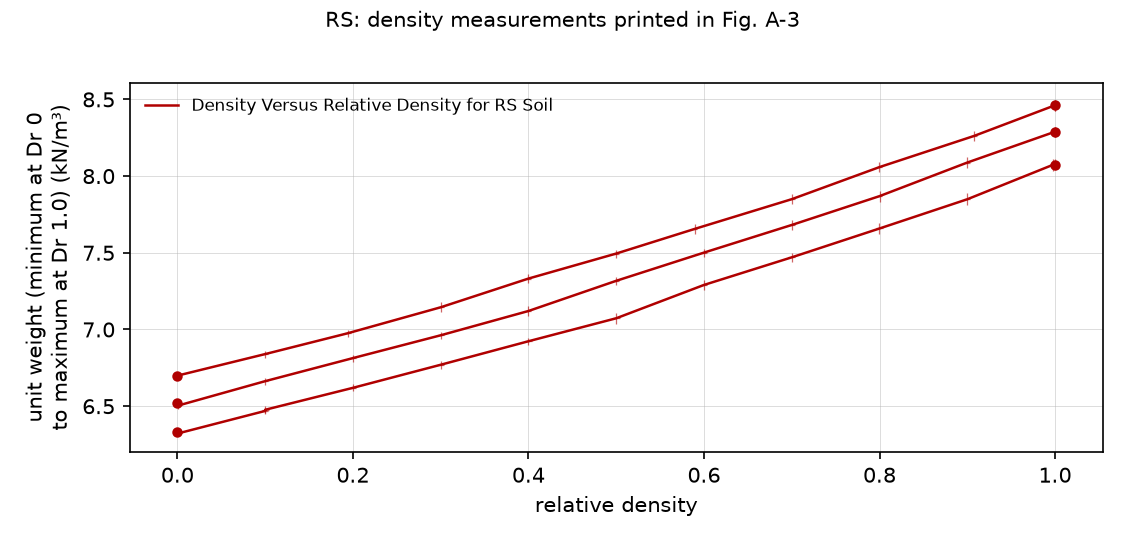 RS: density measurements printed in Fig. A-3
Density Versus Relative Density for RS Soil
unit weight (minimum at Dr 0
to maximum at Dr 1.0) (kN/m³)
8.5
8.0
7.5
7.0
6.5
0.0 0.2 0.4 0.6 0.8 1.0
relative density